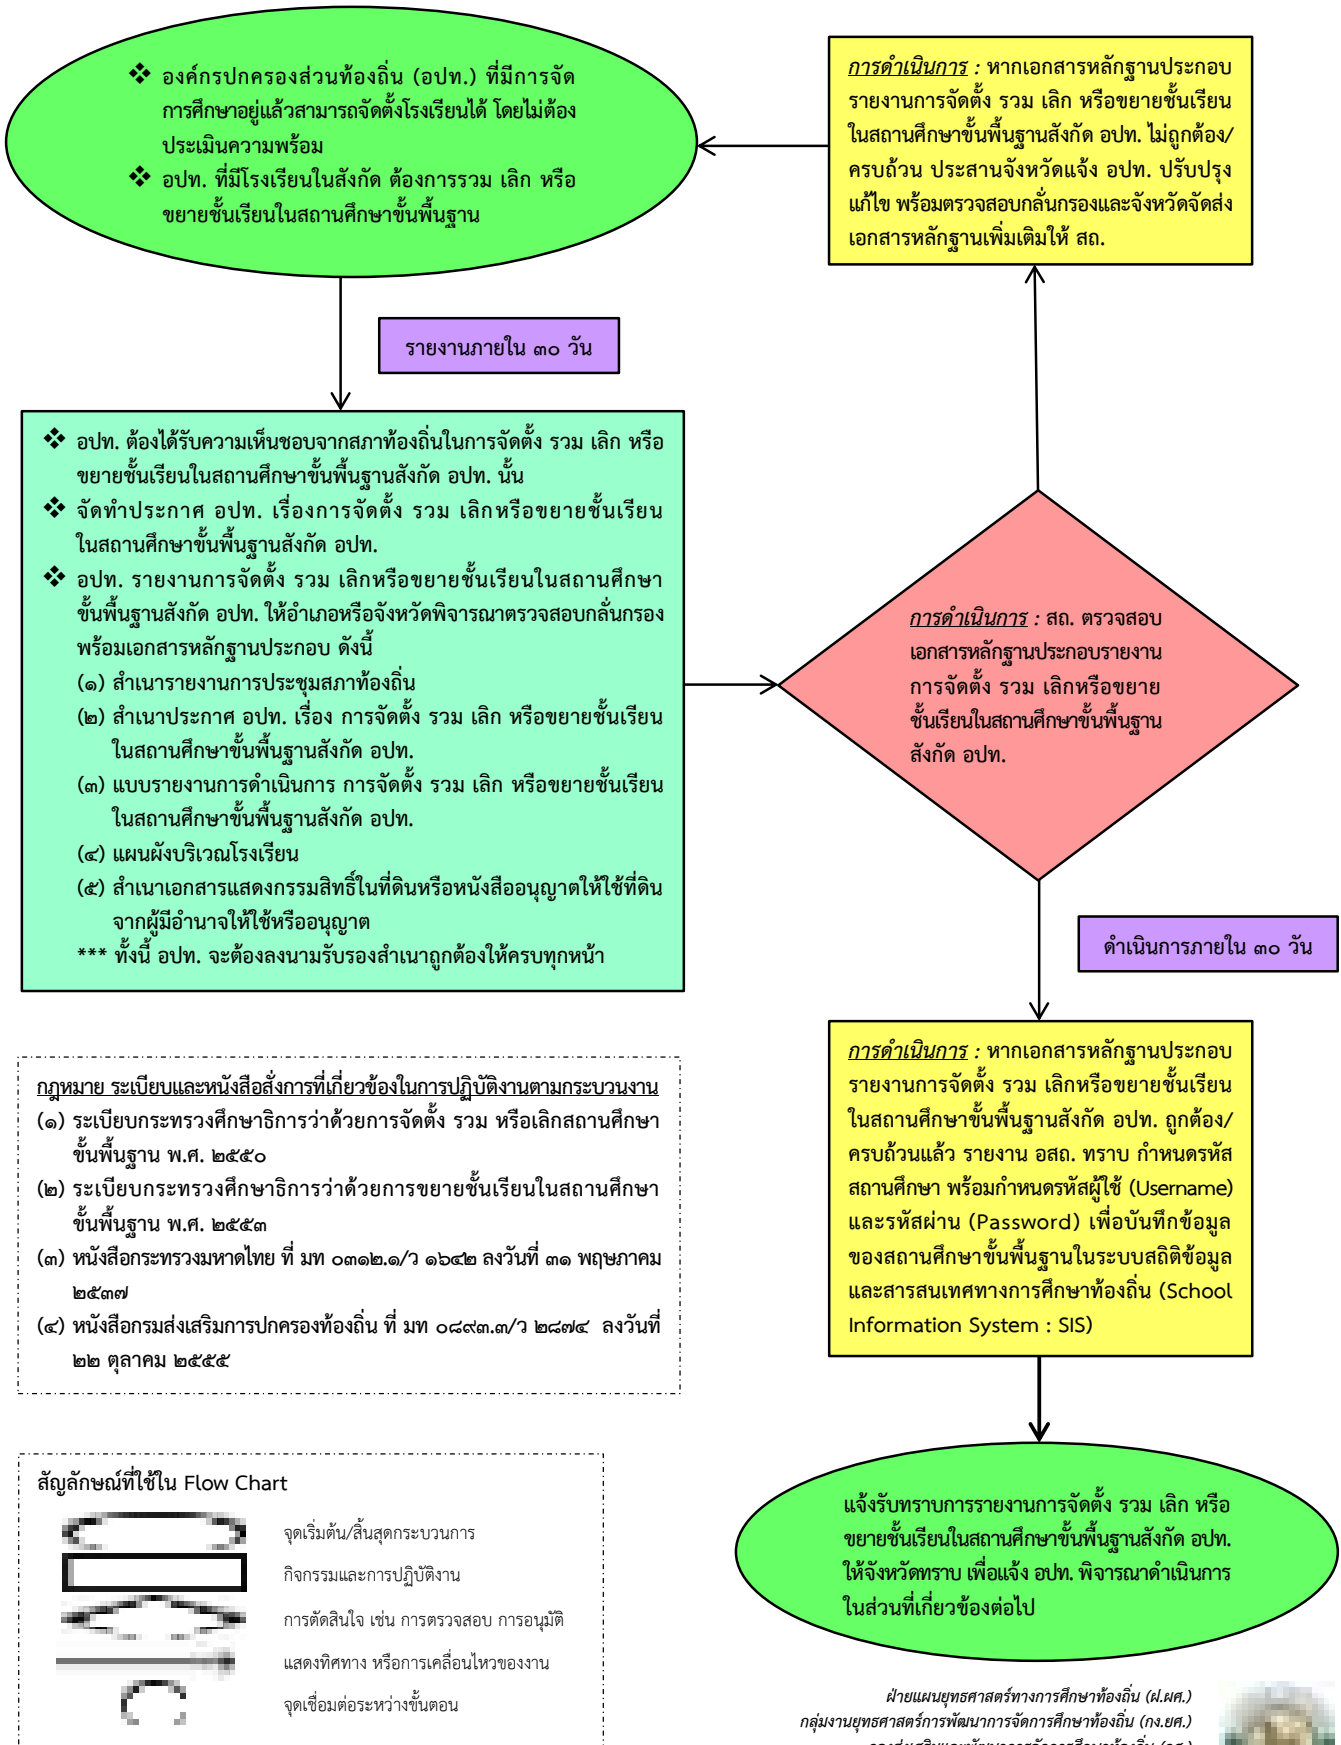 ❖ องค์กรปกครองส่วนท้องถิ่น (อปท.) ที่มีการจัด
การศึกษาอยู่แล้วสามารถจัดตั้งโรงเรียนได้ โดยไม่ต้อง
ประเมินความพร้อม
❖ อปท. ที่มีโรงเรียนในสังกัด ต้องการรวม เลิก หรือ
ขยายชั้นเรียนในสถานศึกษาขั้นพื้นฐาน
การดำเนินการ : หากเอกสารหลักฐานประกอบ
รายงานการจัดตั้ง รวม เลิก หรือขยายชั้นเรียน
ในสถานศึกษาขั้นพื้นฐานสังกัด อปท. ไม่ถูกต้อง/
ครบถ้วน ประสานจังหวัดแจ้ง อปท. ปรับปรุง
แก้ไข พร้อมตรวจสอบกลั่นกรองและจังหวัดจัดส่ง
เอกสารหลักฐานเพิ่มเติมให้ สถ.
รายงานภายใน ๓๐ วัน
❖ อปท. ต้องได้รับความเห็นชอบจากสภาท้องถิ่นในการจัดตั้ง รวม เลิก หรือ
ขยายชั้นเรียนในสถานศึกษาขั้นพื้นฐานสังกัด อปท. นั้น
❖ จัดทำประกาศ อปท. เรื่องการจัดตั้ง รวม เลิกหรือขยายชั้นเรียน
ในสถานศึกษาขั้นพื้นฐานสังกัด อปท.
❖ อปท. รายงานการจัดตั้ง รวม เลิกหรือขยายชั้นเรียนในสถานศึกษา
ขั้นพื้นฐานสังกัด อปท. ให้อำเภอหรือจังหวัดพิจารณาตรวจสอบกลั่นกรอง
พร้อมเอกสารหลักฐานประกอบ ดังนี้
(๑) สำเนารายงานการประชุมสภาท้องถิ่น
(๒) สำเนาประกาศ อปท. เรื่อง การจัดตั้ง รวม เลิก หรือขยายชั้นเรียน
ในสถานศึกษาขั้นพื้นฐานสังกัด อปท.
(๓) แบบรายงานการดำเนินการ การจัดตั้ง รวม เลิก หรือขยายชั้นเรียน
ในสถานศึกษาขั้นพื้นฐานสังกัด อปท.
(๔) แผนผังบริเวณโรงเรียน
(๕) สำเนาเอกสารแสดงกรรมสิทธิ์ในที่ดินหรือหนังสืออนุญาตให้ใช้ที่ดิน
จากผู้มีอำนาจให้ใช้หรืออนุญาต
*** ทั้งนี้ อปท. จะต้องลงนามรับรองสำเนาถูกต้องให้ครบทุกหน้า
การดำเนินการ : สถ. ตรวจสอบ
เอกสารหลักฐานประกอบรายงาน
การจัดตั้ง รวม เลิกหรือขยาย
ชั้นเรียนในสถานศึกษาขั้นพื้นฐาน
สังกัด อปท.
ดำเนินการภายใน ๓๐ วัน
การดำเนินการ : หากเอกสารหลักฐานประกอบ
รายงานการจัดตั้ง รวม เลิกหรือขยายชั้นเรียน
ในสถานศึกษาขั้นพื้นฐานสังกัด อปท. ถูกต้อง/
ครบถ้วนแล้ว รายงาน อสถ. ทราบ กำหนดรหัส
สถานศึกษา พร้อมกำหนดรหัสผู้ใช้ (Username)
และรหัสผ่าน (Password) เพื่อบันทึกข้อมูล
ของสถานศึกษาขั้นพื้นฐานในระบบสถิติข้อมูล
และสารสนเทศทางการศึกษาท้องถิ่น (School
Information System : SIS)
กฎหมาย ระเบียบและหนังสือสั่งการที่เกี่ยวข้องในการปฏิบัติงานตามกระบวนงาน
(๑) ระเบียบกระทรวงศึกษาธิการว่าด้วยการจัดตั้ง รวม หรือเลิกสถานศึกษา
ขั้นพื้นฐาน พ.ศ. ๒๕๕๐
(๒) ระเบียบกระทรวงศึกษาธิการว่าด้วยการขยายชั้นเรียนในสถานศึกษา
ขั้นพื้นฐาน พ.ศ. ๒๕๕๓
(๓) หนังสือกระทรวงมหาดไทย ที่ มท ๐๓๑๒.๑/ว ๑๖๔๒ ลงวันที่ ๓๑ พฤษภาคม
๒๕๓๗
(๔) หนังสือกรมส่งเสริมการปกครองท้องถิ่น ที่ มท ๐๘๙๓.๓/ว ๒๘๗๔ ลงวันที่
๒๒ ตุลาคม ๒๕๕๕
สัญลักษณ์ที่ใช้ใน Flow Chart
จุดเริ่มต้น/สิ้นสุดกระบวนการ
กิจกรรมและการปฏิบัติงาน
การตัดสินใจ เช่น การตรวจสอบ การอนุมัติ
แสดงทิศทาง หรือการเคลื่อนไหวของงาน
จุดเชื่อมต่อระหว่างขั้นตอน
แจ้งรับทราบการรายงานการจัดตั้ง รวม เลิก หรือ
ขยายชั้นเรียนในสถานศึกษาขั้นพื้นฐานสังกัด อปท.
ให้จังหวัดทราบ เพื่อแจ้ง อปท. พิจารณาดำเนินการ
ในส่วนที่เกี่ยวข้องต่อไป
ฝ่ายแผนยุทธศาสตร์ทางการศึกษาท้องถิ่น (ฝ.ผศ.)
กลุ่มงานยุทธศาสตร์การพัฒนาการจัดการศึกษาท้องถิ่น (กง.ยศ.)